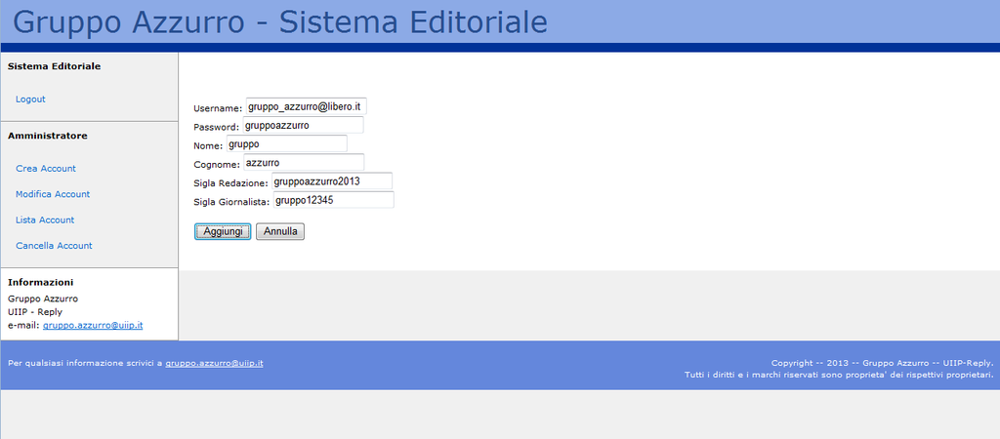 Gruppo Azzurro - Sistema Editoriale
Sistema Editoriale
Logout
Amministratore
Crea Account
Modifica Account
Lista Account
Cancella Account
Informazioni
Gruppo Azzurro
UIIP - Reply
e-mail: gruppo.azzurro@uiip.it
Username: gruppo_azzurro@libero.it
Password: gruppoazzurro
Nome: gruppo
Cognome: azzurro
Sigla Redazione: gruppoazzurro2013
Sigla Giornalista: gruppo12345
Aggiungi Annulla
Per qualsiasi informazione scrivici a gruppo.azzurro@uiip.it
Copyright -- 2013 -- Gruppo Azzurro -- UIIP-Reply.
Tutti i diritti e i marchi riservati sono proprieta' dei rispettivi proprietari.